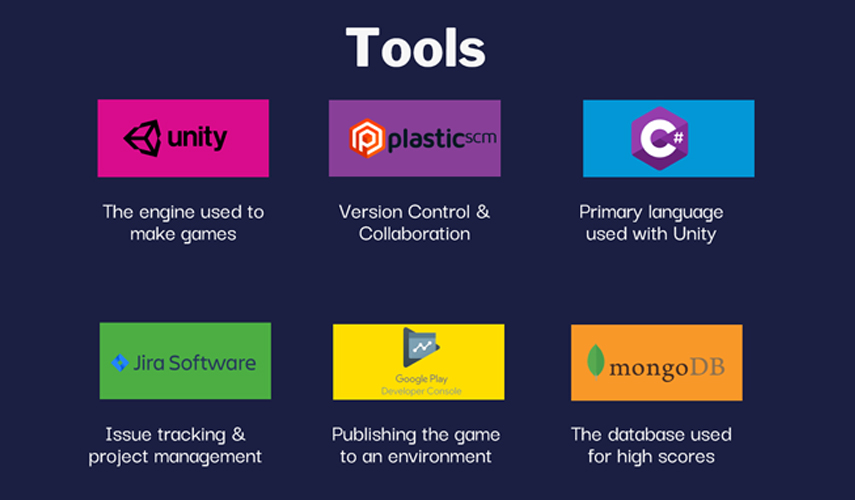 Tools
unity
plasticscm
C#
The engine used to
make games
Version Control &
Collaboration
Primary language
used with Unity
Jira Software
Google Play
Developer Console
mongoDB
Issue tracking &
project management
Publishing the game
to an environment
The database used
for high scores